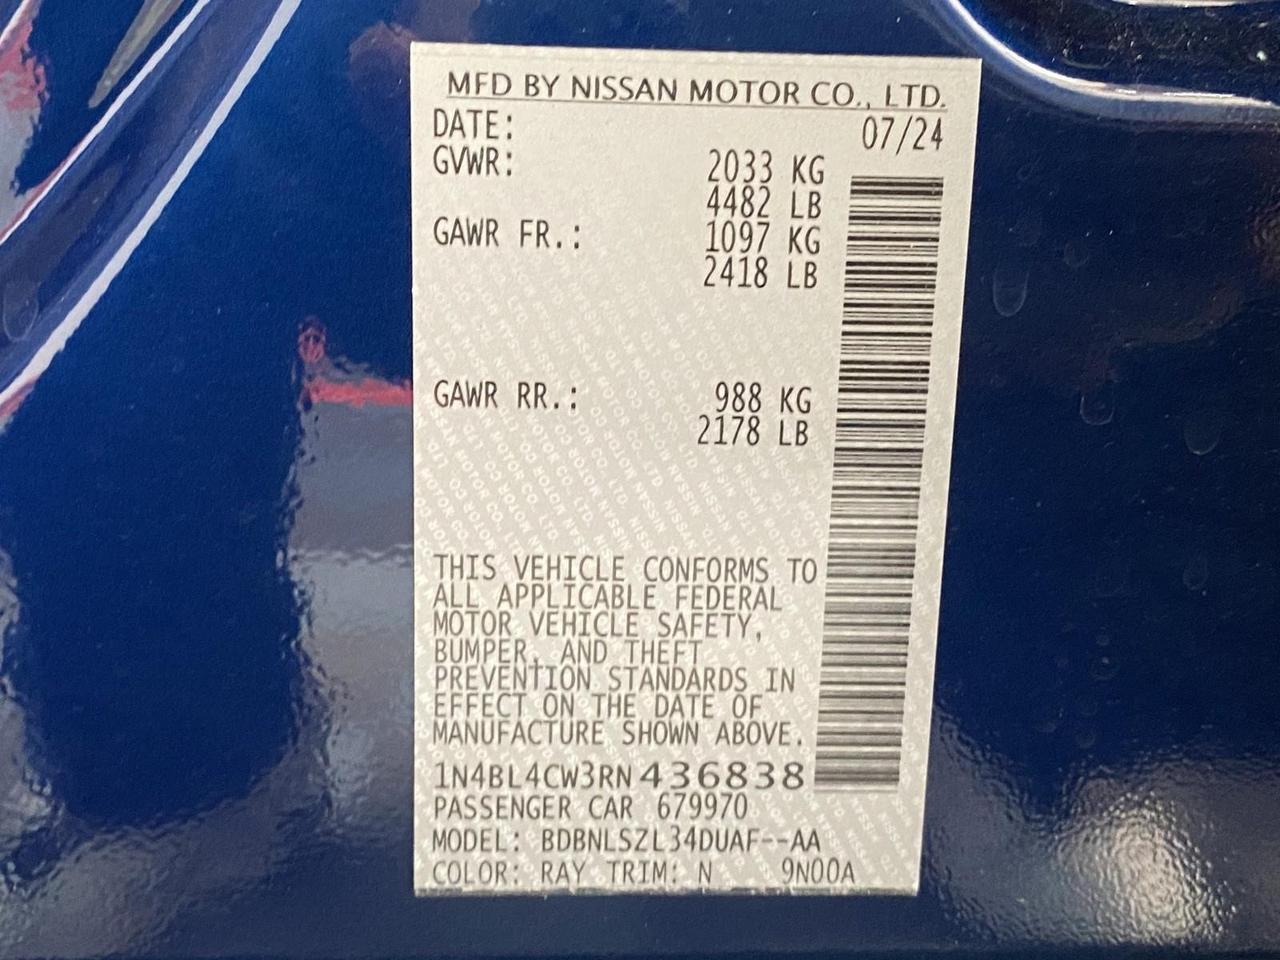 MFD BY NISSAN MOTOR CO., LTD.
DATE: 07/24
GVWR: 2033 KG
4482 LB
GAWR FR.: 1097 KG
2418 LB
GAWR RR.: 988 KG
2178 LB
THIS VEHICLE CONFORMS TO
ALL APPLICABLE FEDERAL
MOTOR VEHICLE SAFETY,
BUMPER, AND THEFT
PREVENTION STANDARDS IN
EFFECT ON THE DATE OF
MANUFACTURE SHOWN ABOVE.
1N4BL4CW3RN436838
PASSENGER CAR 679970
MODEL: BDBNLSZL34DUAF--AA
COLOR: RAY TRIM: N 9N00A